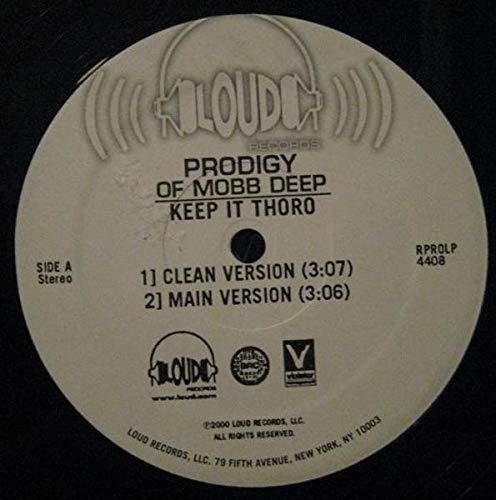 LOUD
RECORDS
PRODIGY
OF MOBB DEEP
KEEP IT THORO
SIDE A
Stereo
RPROLP
4408
1] CLEAN VERSION (3:07)
2] MAIN VERSION (3:06)
LOUD
RECORDS
www.loud.com
V
Violator
℗©2000 LOUD RECORDS, LLC.
ALL RIGHTS RESERVED.
LOUD RECORDS, LLC. 79 FIFTH AVENUE, NEW YORK, NY 10003